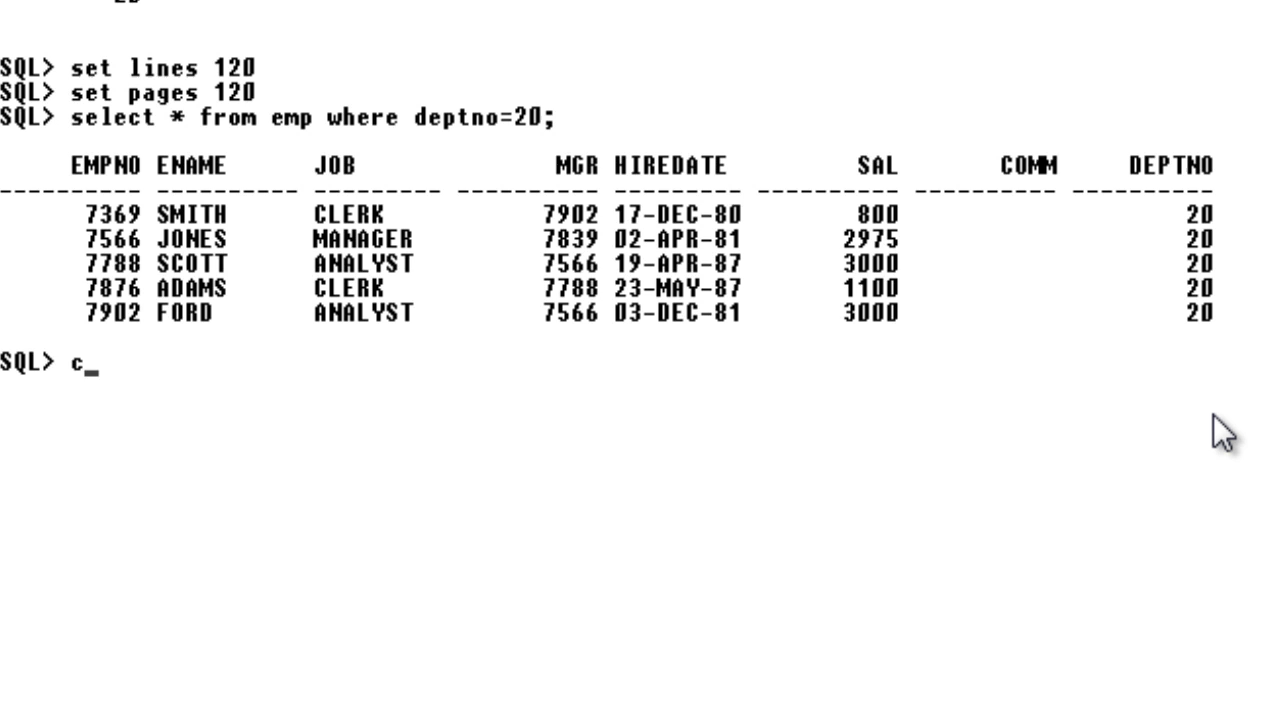 SQL> set lines 120
SQL> set pages 120
SQL> select * from emp where deptno=20;
EMPNO ENAME JOB MGR HIREDATE SAL COMM DEPTNO
---------- ---------- --------- ---------- --------- ---------- ---------- ----------
7369 SMITH CLERK 7902 17-DEC-80 800 20
7566 JONES MANAGER 7839 02-APR-81 2975 20
7788 SCOTT ANALYST 7566 19-APR-87 3000 20
7876 ADAMS CLERK 7788 23-MAY-87 1100 20
7902 FORD ANALYST 7566 03-DEC-81 3000 20
SQL> c_